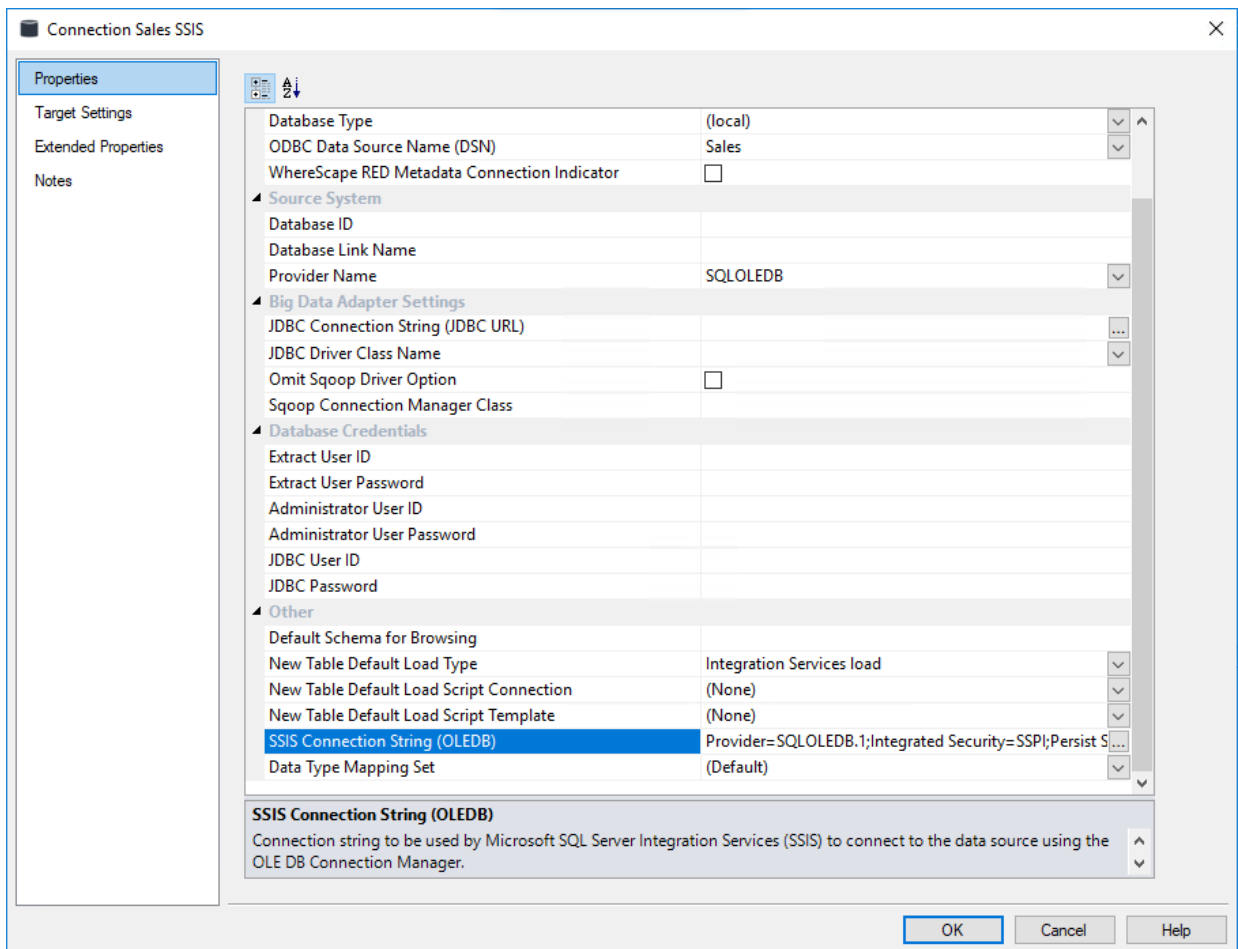 Connection Sales SSIS
Properties
Target Settings
Extended Properties
Notes
Database Type (local)
ODBC Data Source Name (DSN) Sales
WhereScape RED Metadata Connection Indicator
Source System
Database ID
Database Link Name
Provider Name SQLOLEDB
Big Data Adapter Settings
JDBC Connection String (JDBC URL) ...
JDBC Driver Class Name
Omit Sqoop Driver Option
Sqoop Connection Manager Class
Database Credentials
Extract User ID
Extract User Password
Administrator User ID
Administrator User Password
JDBC User ID
JDBC Password
Other
Default Schema for Browsing
New Table Default Load Type Integration Services load
New Table Default Load Script Connection (None)
New Table Default Load Script Template (None)
SSIS Connection String (OLEDB) Provider=SQLOLEDB.1;Integrated Security=SSPI;Persist S ...
Data Type Mapping Set (Default)
SSIS Connection String (OLEDB)
Connection string to be used by Microsoft SQL Server Integration Services (SSIS) to connect to the data source using the
OLE DB Connection Manager.
OK Cancel Help